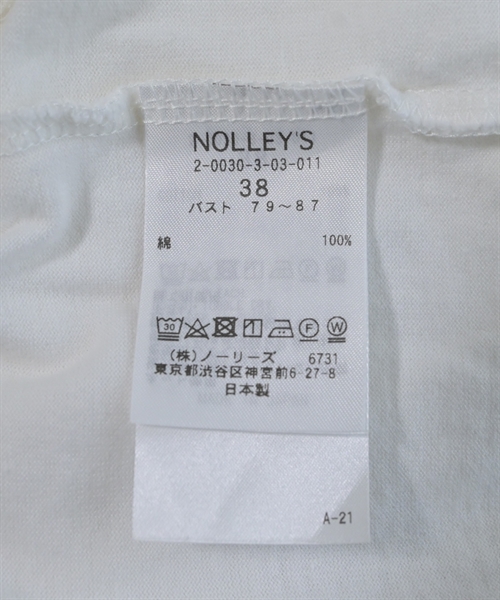 NOLLEY'S
2-0030-3-03-011
38
バスト 79～87
綿 100%
30 F W
(株)ノーリーズ 6731
東京都渋谷区神宮前6-27-8
日本製
A-21